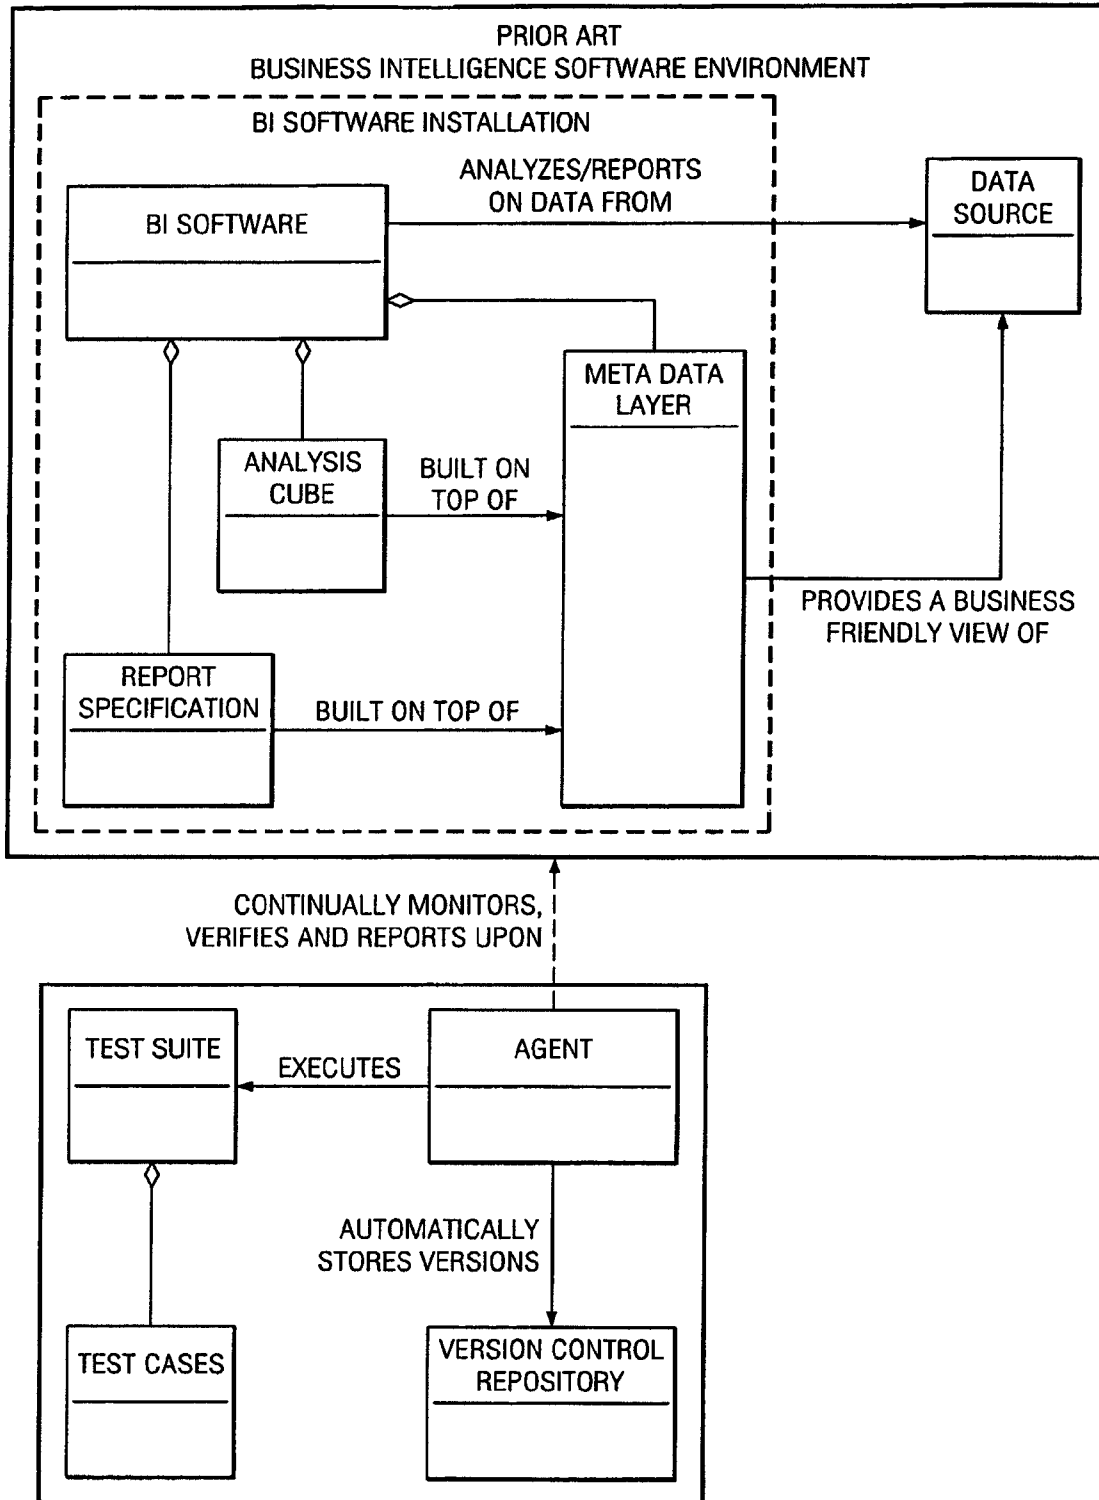 PRIOR ART
BUSINESS INTELLIGENCE SOFTWARE ENVIRONMENT
BI SOFTWARE INSTALLATION
BI SOFTWARE
ANALYZES/REPORTS
ON DATA FROM
DATA
SOURCE
META DATA
LAYER
ANALYSIS
CUBE
BUILT ON
TOP OF
PROVIDES A BUSINESS
FRIENDLY VIEW OF
REPORT
SPECIFICATION
BUILT ON TOP OF
CONTINUALLY MONITORS,
VERIFIES AND REPORTS UPON
TEST SUITE
EXECUTES
AGENT
AUTOMATICALLY
STORES VERSIONS
TEST CASES
VERSION CONTROL
REPOSITORY